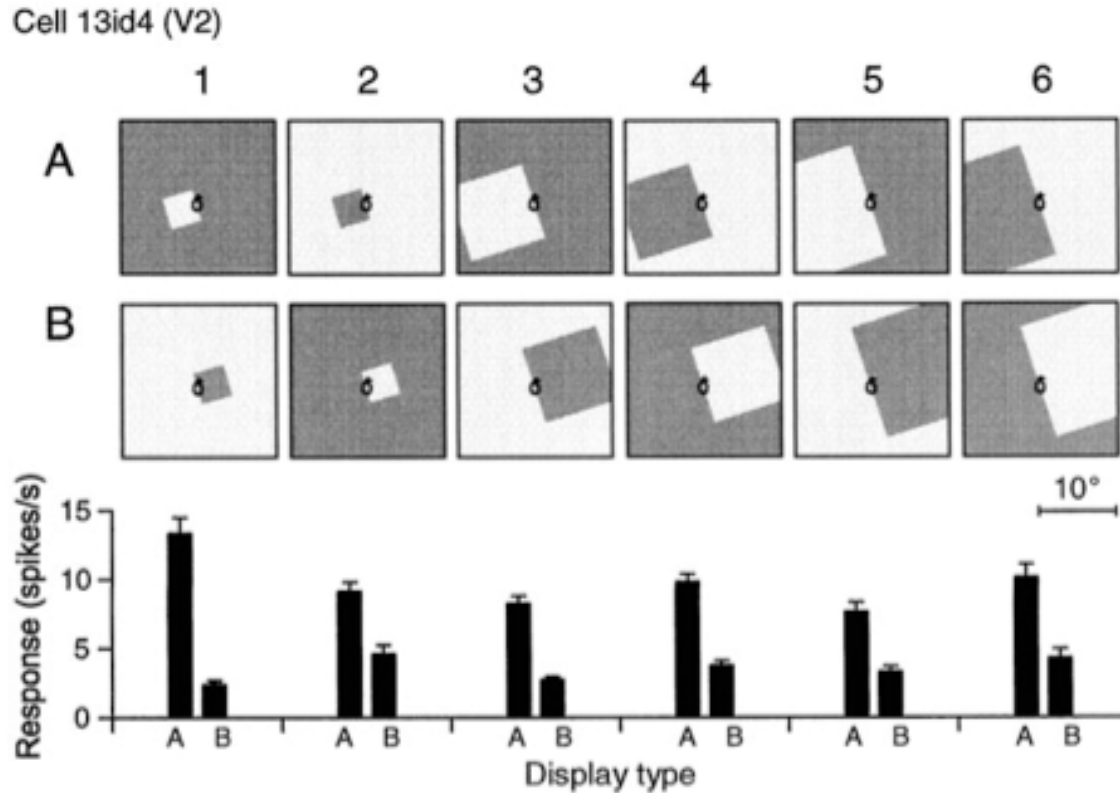 Cell 13id4 (V2)
1 2 3 4 5 6
A
B
10°
Response (spikes/s)
15
10
5
0
A B A B A B A B A B A B
Display type